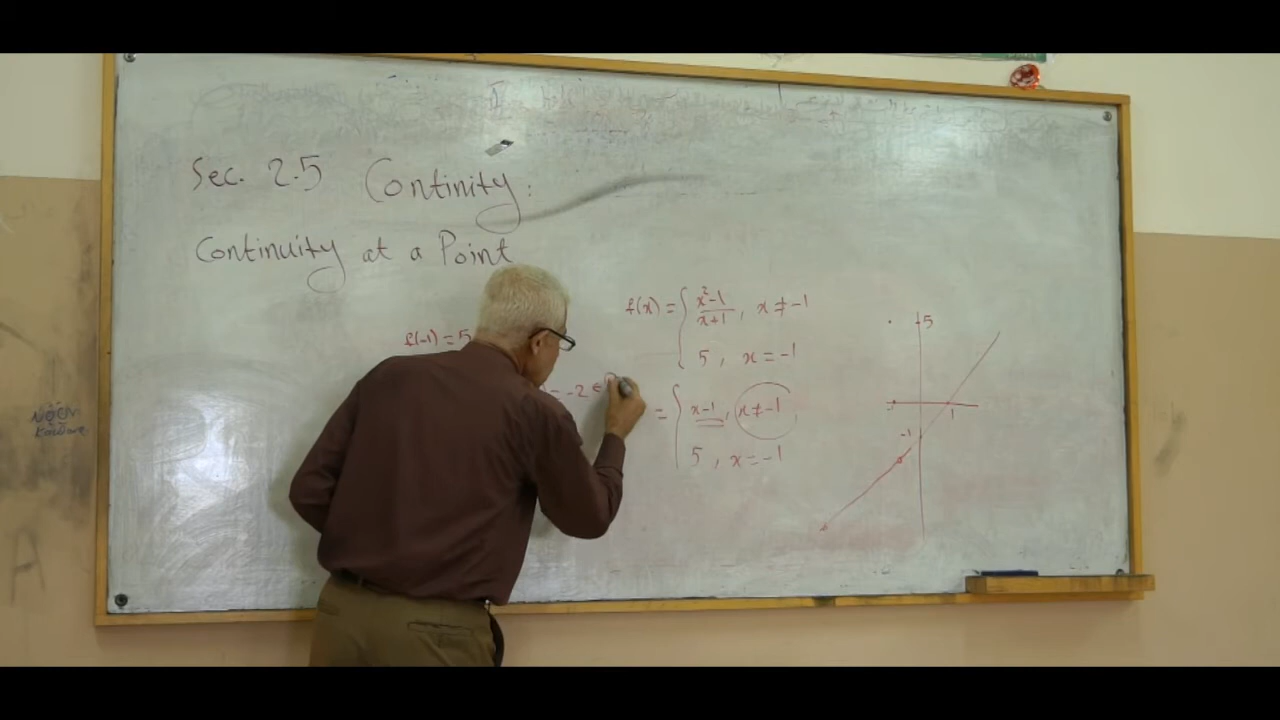 Sec. 2.5 Continity:
Continuity at a Point
f(-1) = 5
= -2 ∈
f(x) = { x²-1 / x+1 , x ≠ -1
5 , x = -1
= { x-1 , x ≠ -1
5 , x = -1
5
1
-1